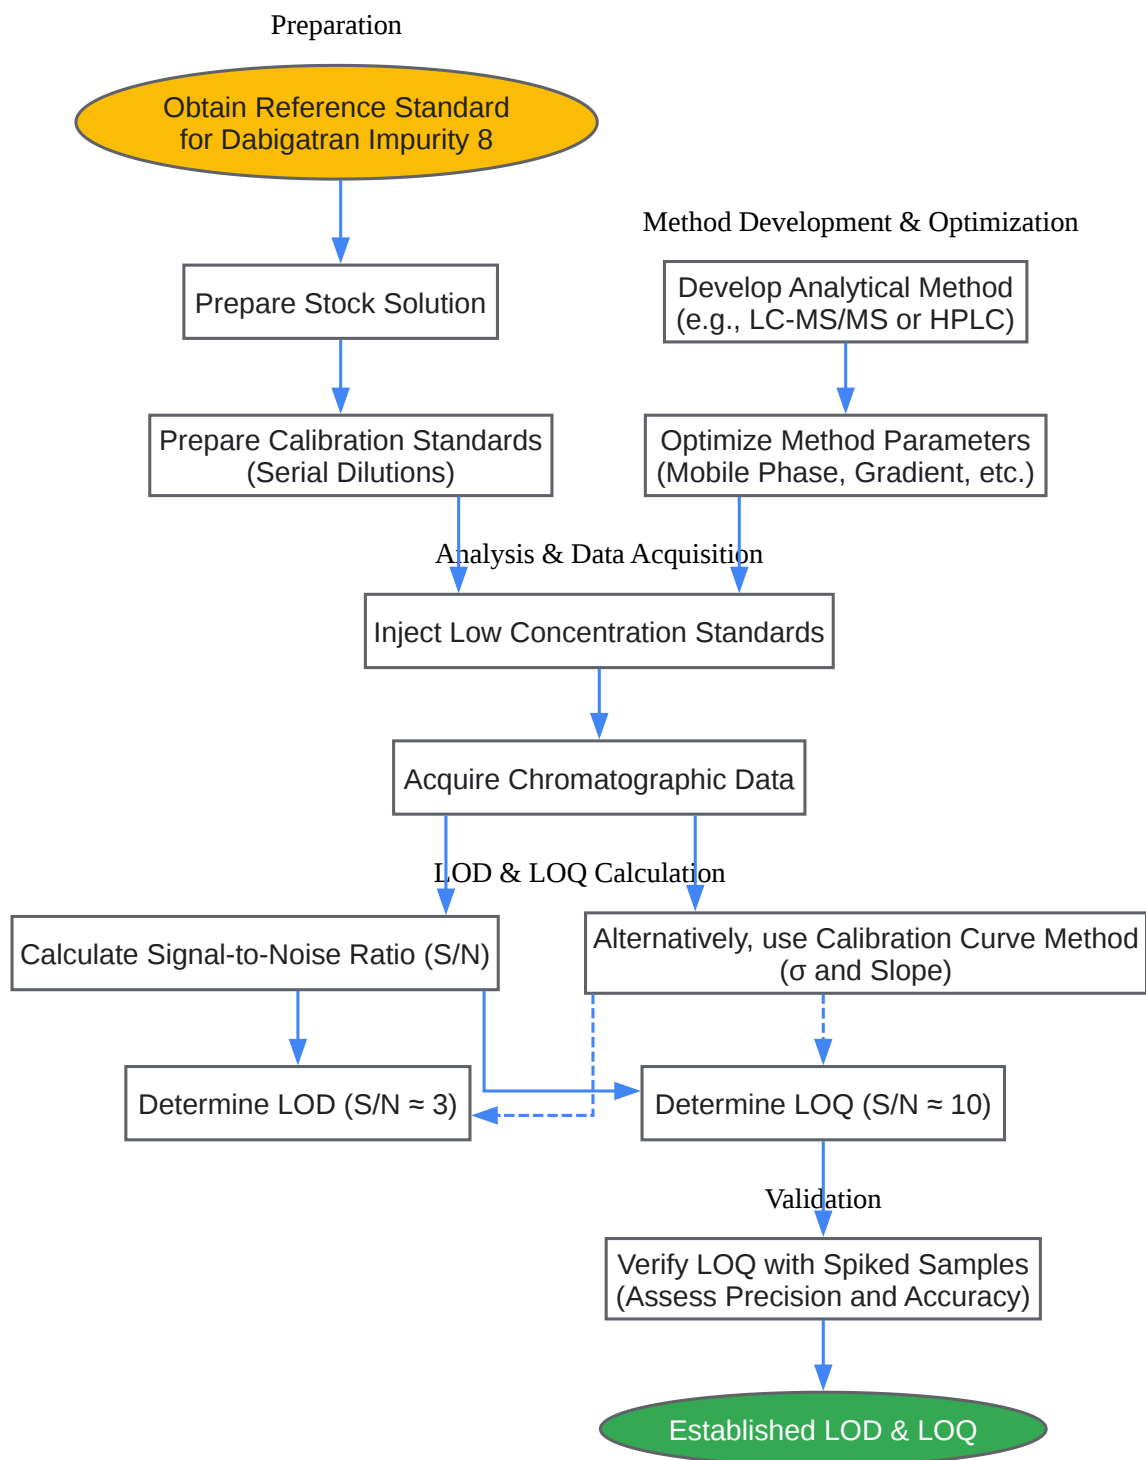 Preparation
Obtain Reference Standard
for Dabigatran Impurity 8
Method Development & Optimization
Prepare Stock Solution
Develop Analytical Method
(e.g., LC-MS/MS or HPLC)
Prepare Calibration Standards
(Serial Dilutions)
Optimize Method Parameters
(Mobile Phase, Gradient, etc.)
Analysis & Data Acquisition
Inject Low Concentration Standards
Acquire Chromatographic Data
LOD & LOQ Calculation
Calculate Signal-to-Noise Ratio (S/N)
Alternatively, use Calibration Curve Method
(σ and Slope)
Determine LOD (S/N ≈ 3)
Determine LOQ (S/N ≈ 10)
Validation
Verify LOQ with Spiked Samples
(Assess Precision and Accuracy)
Established LOD & LOQ